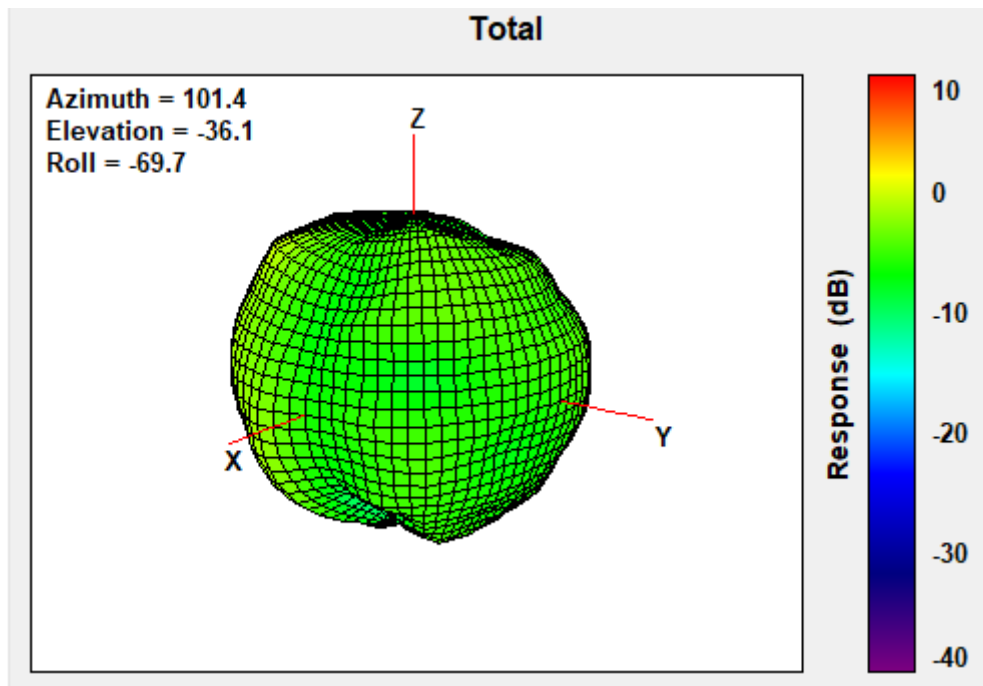 Total
Azimuth = 101.4
Elevation = -36.1
Roll = -69.7
Z
X
Y
10
0
-10
-20
-30
-40
Response (dB)